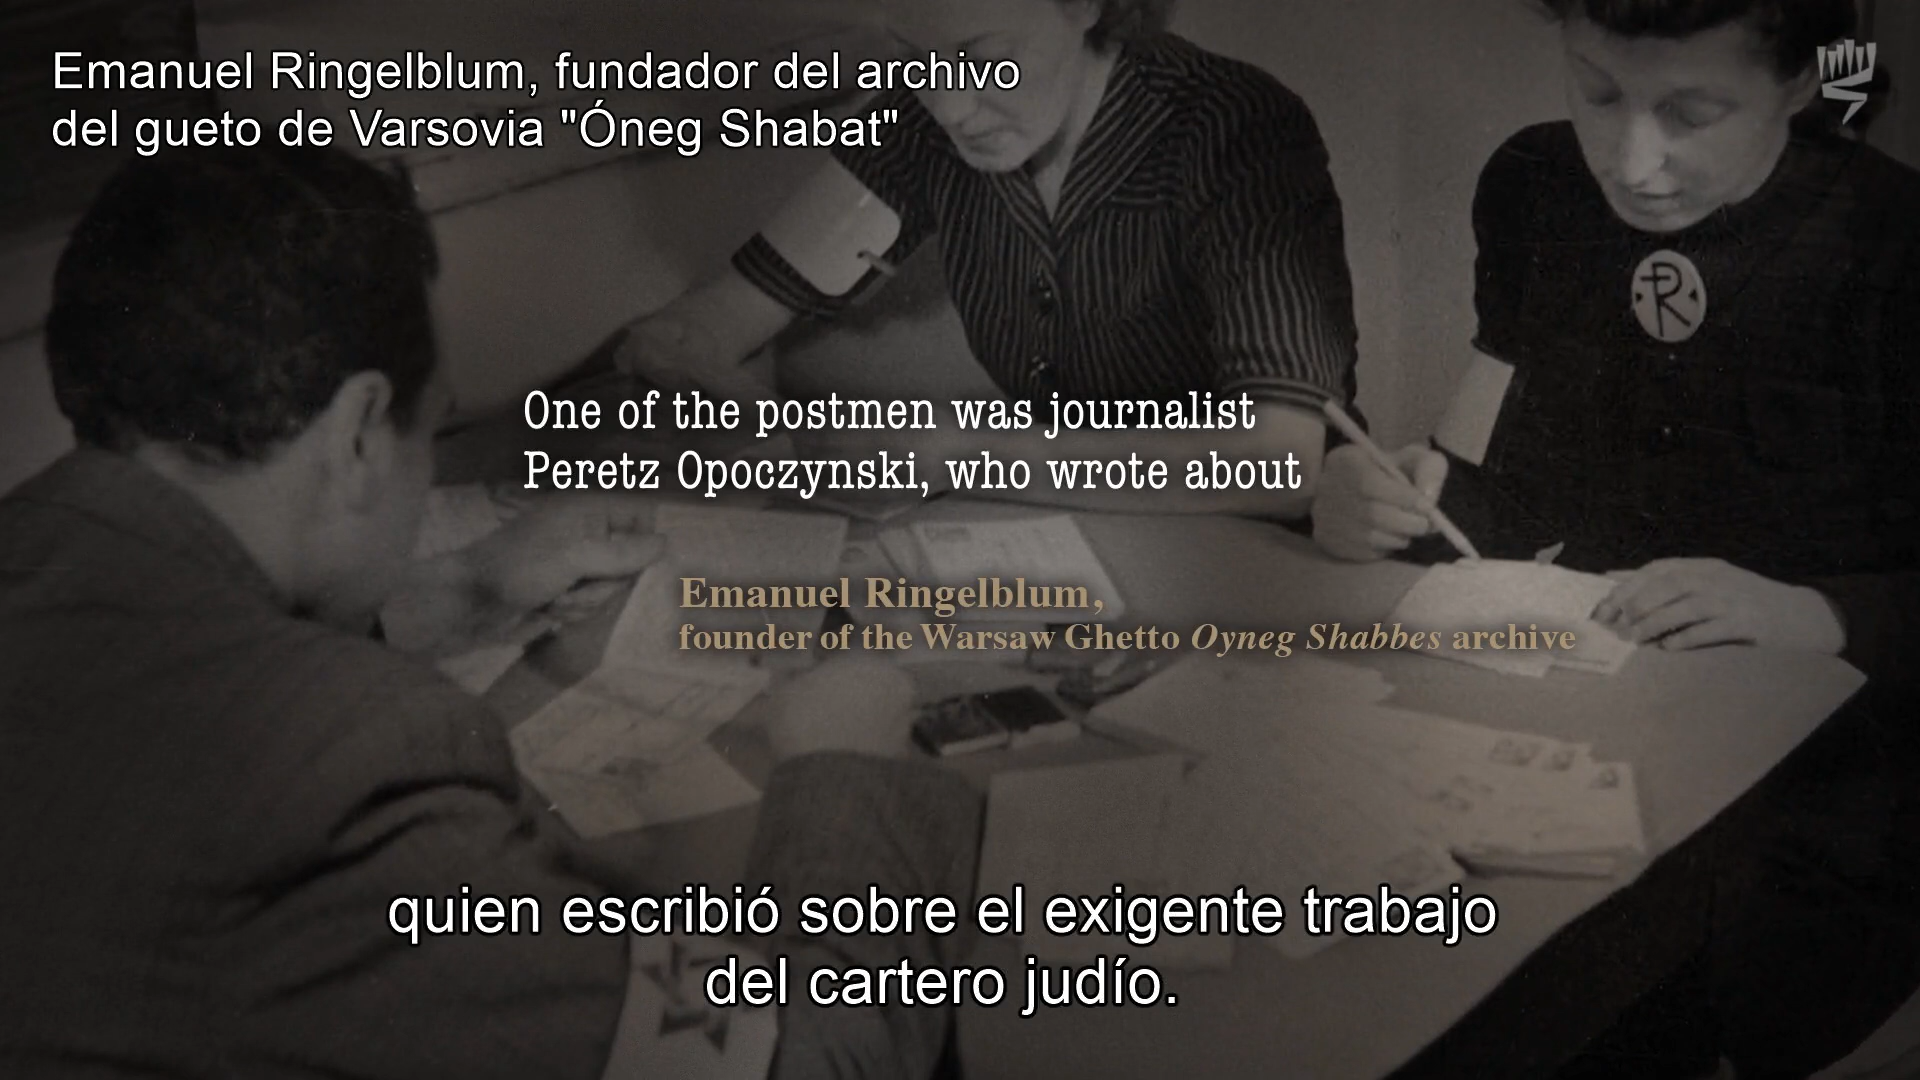 Emanuel Ringelblum, fundador del archivo
del gueto de Varsovia "Óneg Shabat"
One of the postmen was journalist
Peretz Opoczynski, who wrote about
Emanuel Ringelblum,
founder of the Warsaw Ghetto Oyneg Shabbes archive
quien escribió sobre el exigente trabajo
del cartero judío.